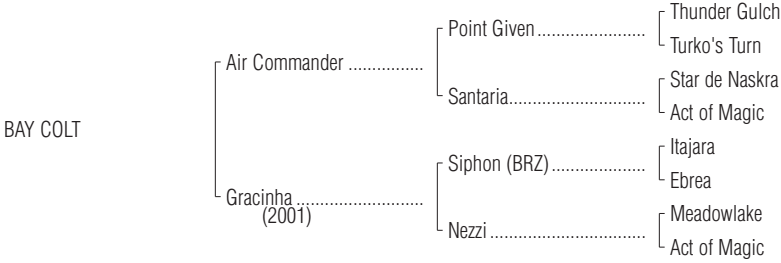 Thunder Gulch
Point Given
Turko's Turn
Air Commander
Star de Naskra
Santaria
Act of Magic
BAY COLT
Itajara
Siphon (BRZ)
Ebrea
Gracinha
(2001)
Meadowlake
Nezzi
Act of Magic